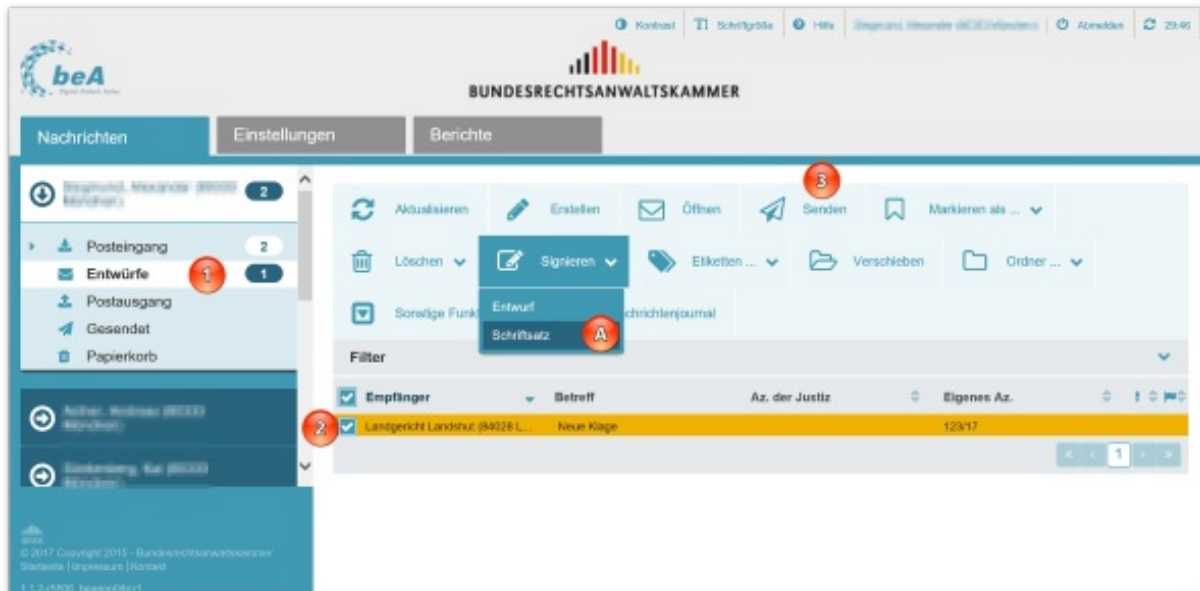 Kontrast Schriftgröße Hilfe Abmelden 29:46
beA
BUNDESRECHTSANWALTSKAMMER
Nachrichten Einstellungen Berichte
2
3
Aktualisieren Erstellen Öffnen Senden Markieren als ...
Posteingang 2
Löschen Signieren Etiketten ... Verschieben Ordner ...
Entwürfe 1 1
Postausgang
Entwurf
Sonstige Funkt chrichtenjournal
Gesendet
Schriftsatz A
Papierkorb
Filter
Empfänger Betreff Az. der Justiz Eigenes Az. !
2 Landgericht Landshut (84028 L... Neue Klage 123/17
« ‹ 1 › »
© 2017 Copyright 2015 - Bundesrechtsanwaltskammer
Startseite | Impressum | Kontakt